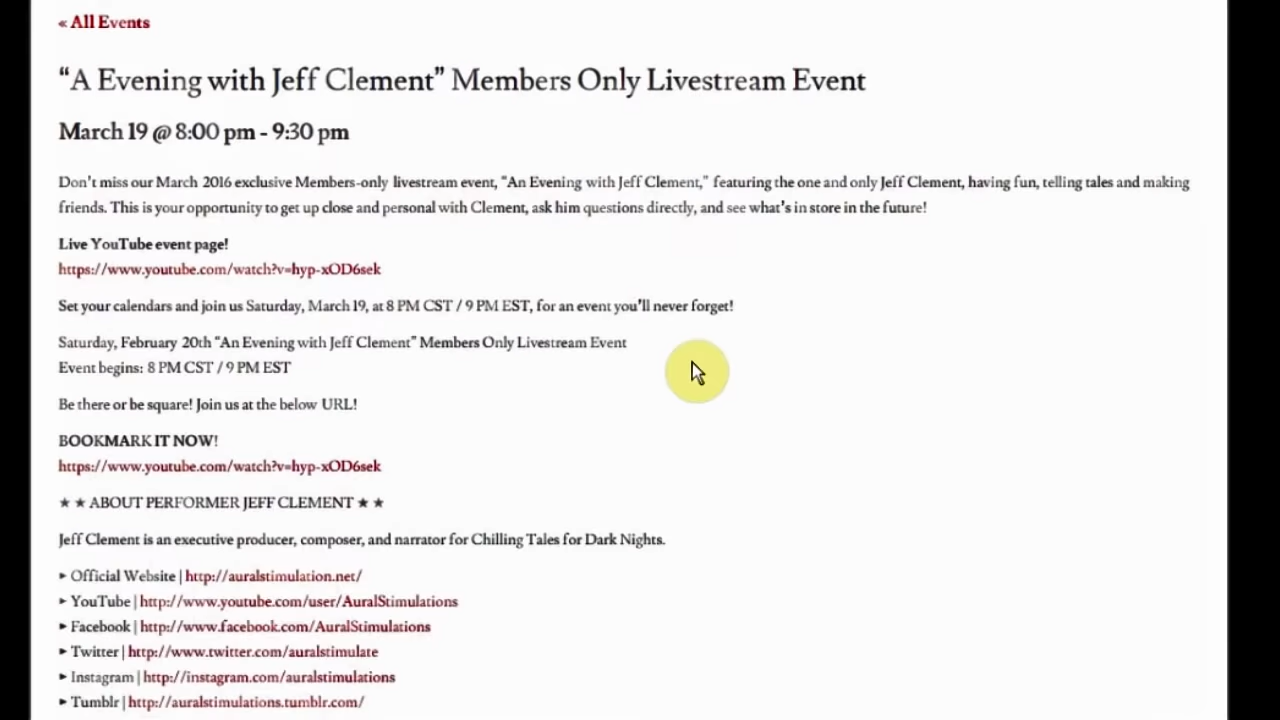 « All Events
“A Evening with Jeff Clement” Members Only Livestream Event
March 19 @ 8:00 pm - 9:30 pm
Don’t miss our March 2016 exclusive Members-only livestream event, “An Evening with Jeff Clement,” featuring the one and only Jeff Clement, having fun, telling tales and making
friends. This is your opportunity to get up close and personal with Clement, ask him questions directly, and see what’s in store in the future!
Live YouTube event page!
https://www.youtube.com/watch?v=hyp-xOD6sek
Set your calendars and join us Saturday, March 19, at 8 PM CST / 9 PM EST, for an event you’ll never forget!
Saturday, February 20th “An Evening with Jeff Clement” Members Only Livestream Event
Event begins: 8 PM CST / 9 PM EST
Be there or be square! Join us at the below URL!
BOOKMARK IT NOW!
https://www.youtube.com/watch?v=hyp-xOD6sek
★ ★ ABOUT PERFORMER JEFF CLEMENT ★ ★
Jeff Clement is an executive producer, composer, and narrator for Chilling Tales for Dark Nights.
► Official Website | http://auralstimulation.net/
► YouTube | http://www.youtube.com/user/AuralStimulations
► Facebook | http://www.facebook.com/AuralStimulations
► Twitter | http://www.twitter.com/auralstimulate
► Instagram | http://instagram.com/auralstimulations
► Tumblr | http://auralstimulations.tumblr.com/